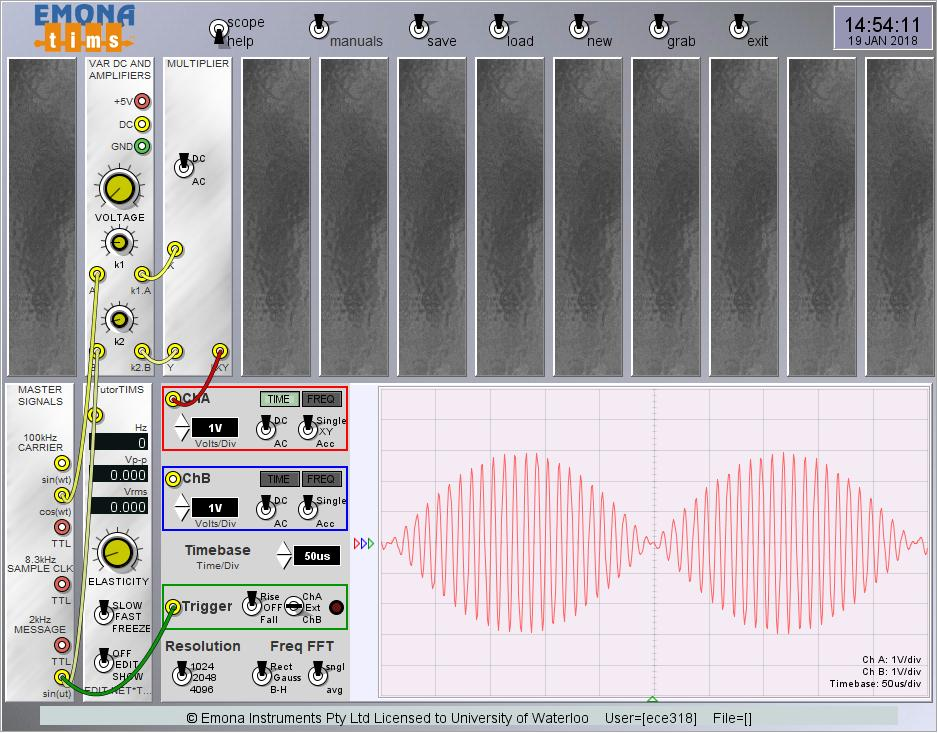 EMONA
tims
scope
help
manuals
save
load
new
grab
exit
14:54:11
19 JAN 2018
VAR DC AND
AMPLIFIERS
+5V
DC
GND
VOLTAGE
k1
A
k1.A
k2
B
k2.B
MULTIPLIER
DC
AC
X
Y
kXY
MASTER
SIGNALS
100kHz
CARRIER
sin(wt)
cos(wt)
TTL
8.3kHz
SAMPLE CLK
TTL
2kHz
MESSAGE
TTL
sin(ut)
TutorTIMS
Hz
0
Vp-p
0.000
Vrms
0.000
ELASTICITY
SLOW
FAST
FREEZE
OFF
EDIT
SHOW
EDIT NET*T...
ChA
TIME
FREQ
1V
Volts/Div
DC
AC
Single
XY
Acc
ChB
TIME
FREQ
1V
Volts/Div
DC
AC
Single
Acc
Timebase
Time/Div
50us
Trigger
Rise
OFF
Fall
ChA
Ext
ChB
Resolution
1024
2048
4096
Freq FFT
Rect
Gauss
B-H
sngl
avg
Ch A: 1V/div
Ch B: 1V/div
Timebase: 50us/div
© Emona Instruments Pty Ltd Licensed to University of Waterloo User=[ece318] File=[]